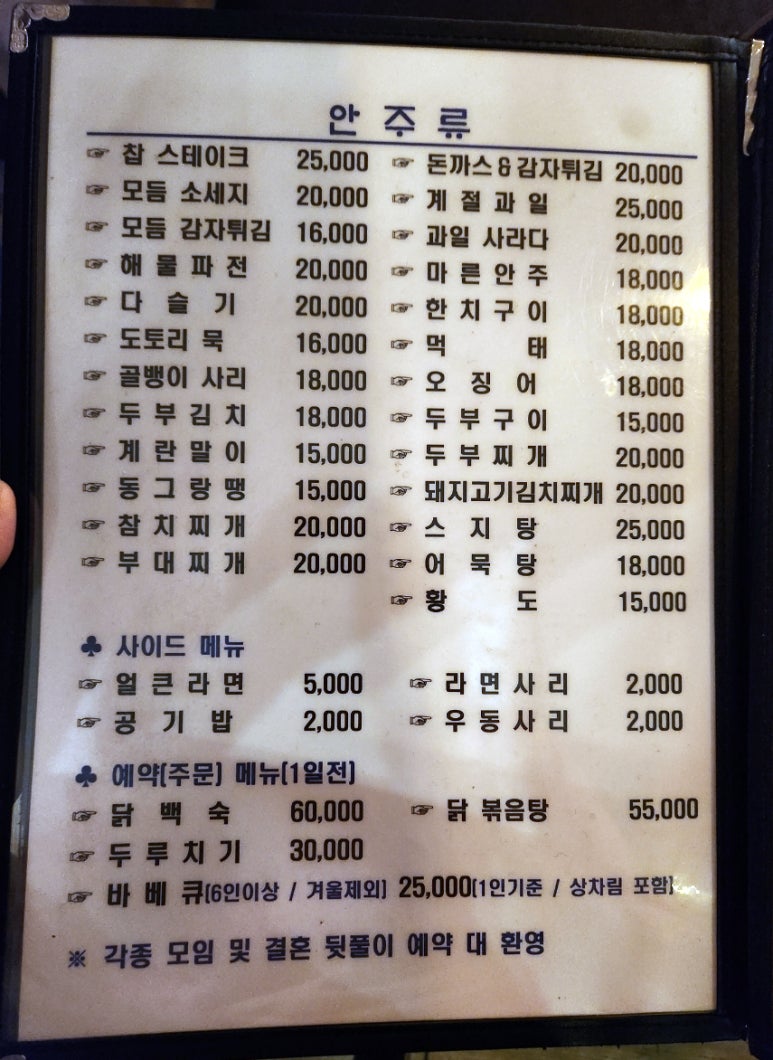 안 주 류
☞ 찹 스테이크 25,000 ☞ 돈까스&감자튀김 20,000
☞ 모듬 소세지 20,000 ☞ 계 절 과 일 25,000
☞ 모듬 감자튀김 16,000 ☞ 과일 사라다 20,000
☞ 해 물 파 전 20,000 ☞ 마 른 안 주 18,000
☞ 다 슬 기 20,000 ☞ 한 치 구 이 18,000
☞ 도토리 묵 16,000 ☞ 먹 태 18,000
☞ 골뱅이 사리 18,000 ☞ 오 징 어 18,000
☞ 두 부 김 치 18,000 ☞ 두 부 구 이 15,000
☞ 계 란 말 이 15,000 ☞ 두 부 찌 개 20,000
☞ 동 그 랑 땡 15,000 ☞ 돼지고기김치찌개 20,000
☞ 참 치 찌 개 20,000 ☞ 스 지 탕 25,000
☞ 부 대 찌 개 20,000 ☞ 어 묵 탕 18,000
☞ 황 도 15,000
♣ 사이드 메뉴
☞ 얼 큰 라 면 5,000 ☞ 라 면 사 리 2,000
☞ 공 기 밥 2,000 ☞ 우 동 사 리 2,000
♣ 예약(주문) 메뉴(1일전)
☞ 닭 백 숙 60,000 ☞ 닭 볶음탕 55,000
☞ 두 루 치 기 30,000
☞ 바 베 큐(6인이상 / 겨울제외) 25,000(1인기준 / 상차림 포함)
※ 각종 모임 및 결혼 뒷풀이 예약 대 환영